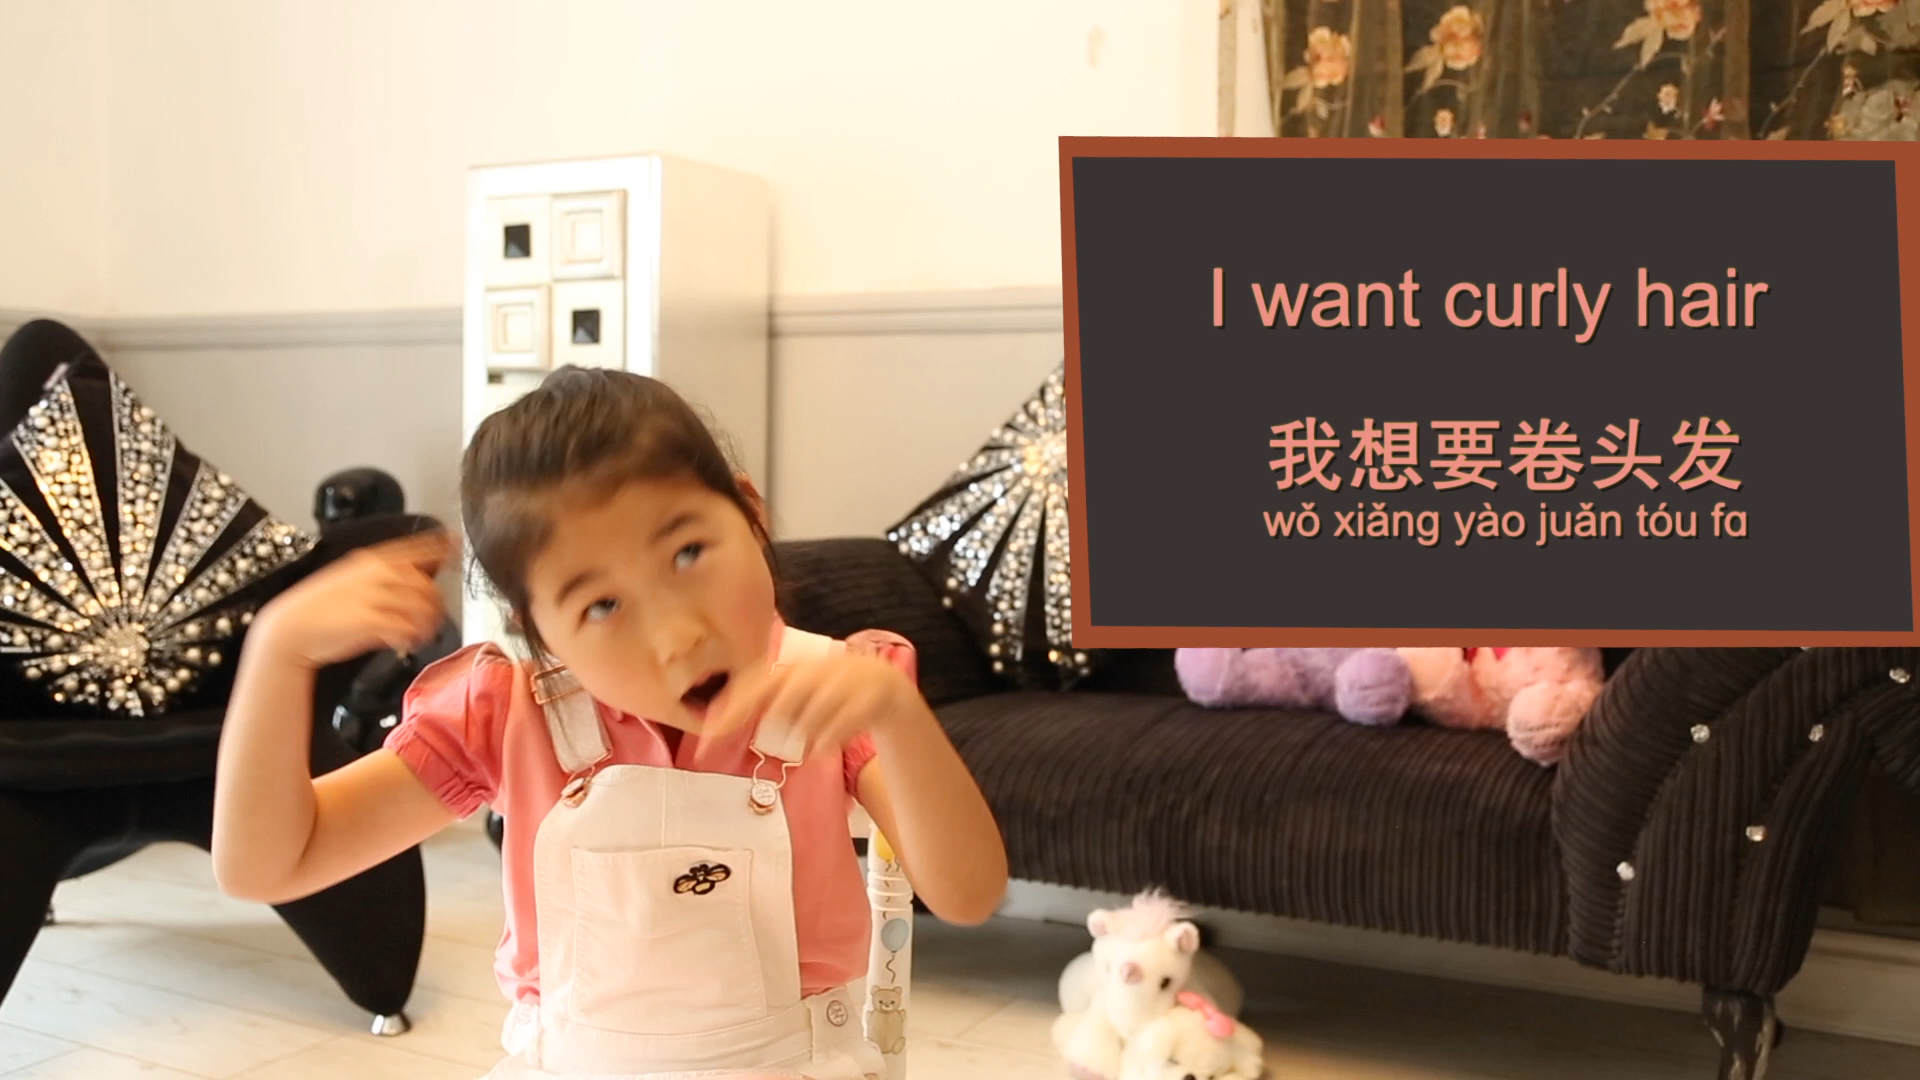 I want curly hair
我想要卷头发
wǒ xiǎng yào juǎn tóu fɑ